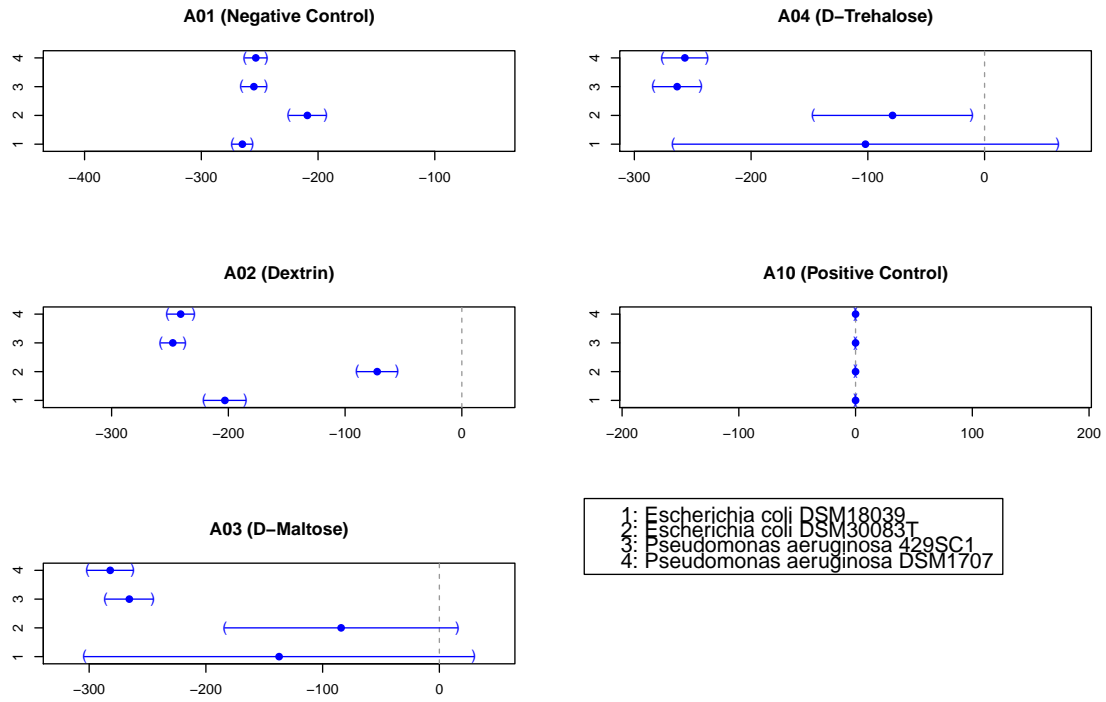 A01 (Negative Control)
4
3
2
1
−400 −300 −200 −100
A04 (D−Trehalose)
4
3
2
1
−300 −200 −100 0
A02 (Dextrin)
4
3
2
1
−300 −200 −100 0
A10 (Positive Control)
4
3
2
1
−200 −100 0 100 200
A03 (D−Maltose)
4
3
2
1
−300 −200 −100 0
1: Escherichia coli DSM18039
2: Escherichia coli DSM30083T
3: Pseudomonas aeruginosa 429SC1
4: Pseudomonas aeruginosa DSM1707